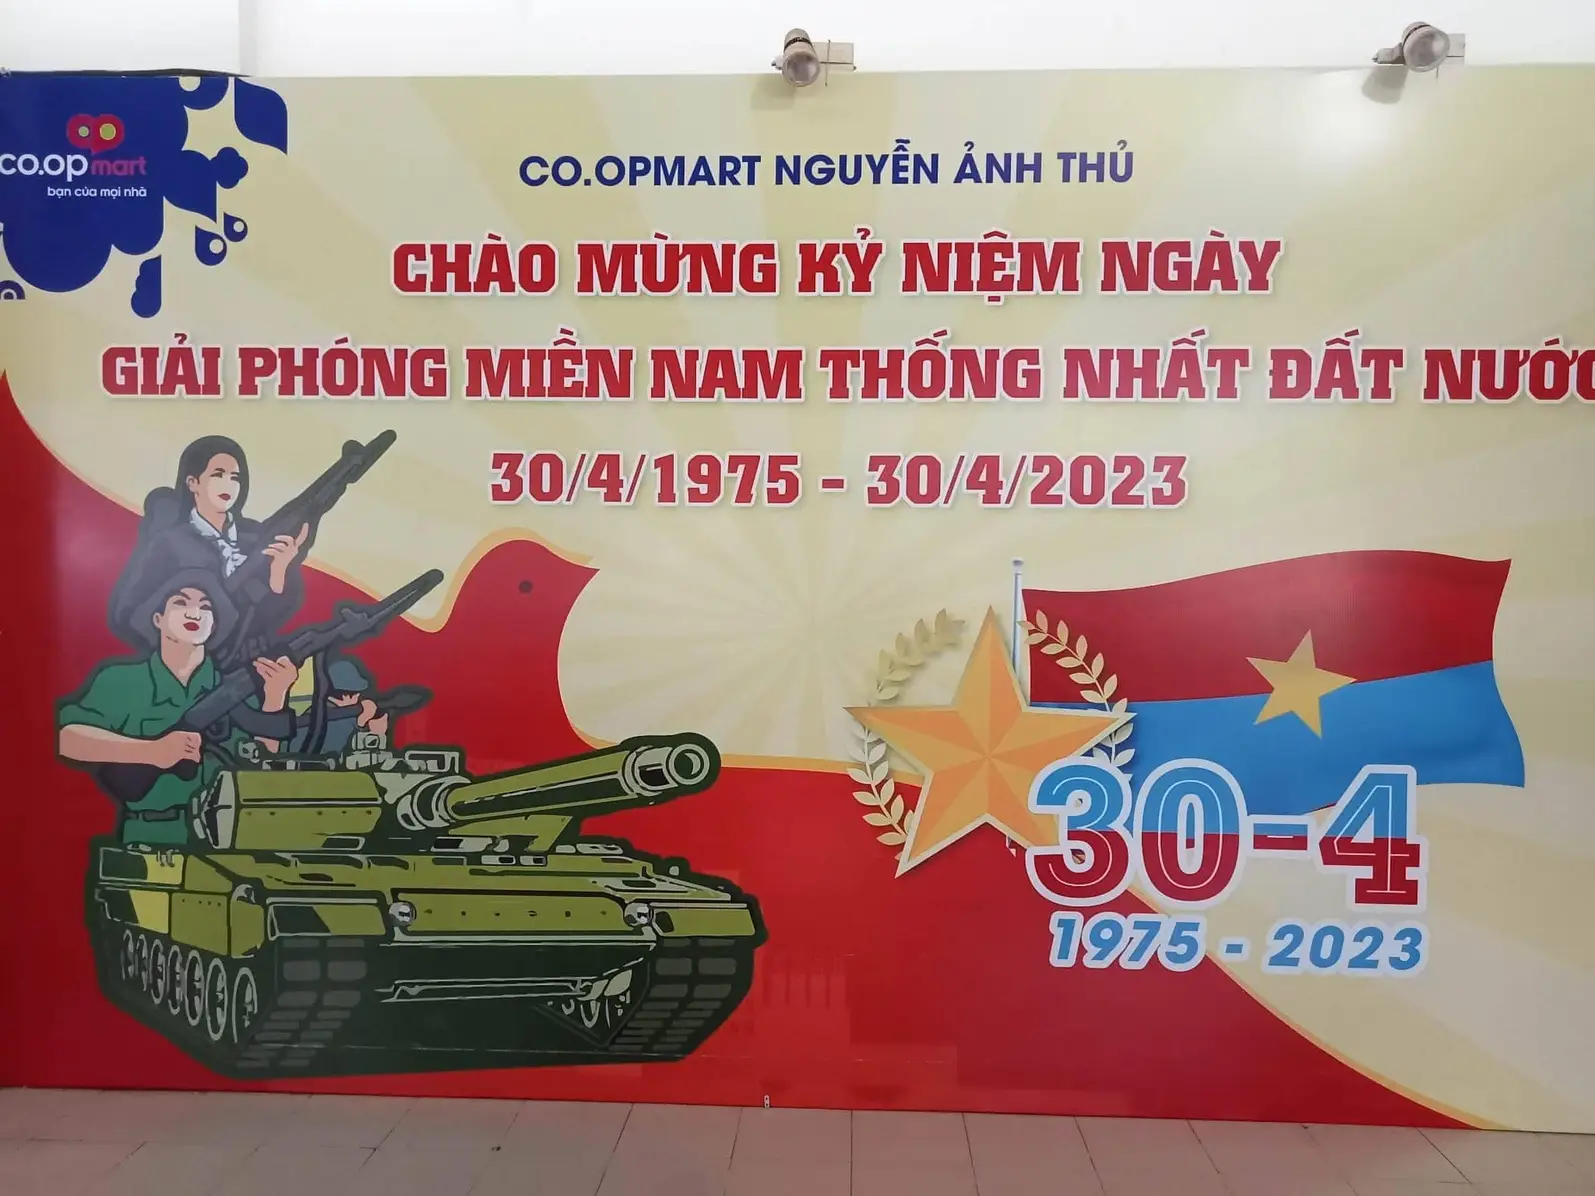 co.opmart
bạn của mọi nhà
CO.OPMART NGUYỄN ẢNH THỦ
CHÀO MỪNG KỶ NIỆM NGÀY
GIẢI PHÓNG MIỀN NAM THỐNG NHẤT ĐẤT NƯỚC
30/4/1975 - 30/4/2023
30-4
1975 - 2023